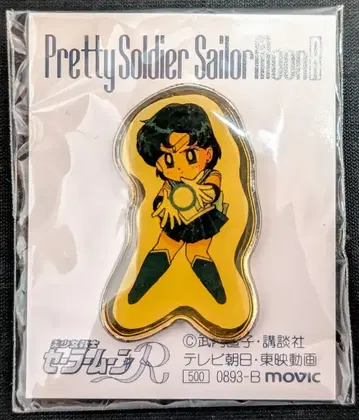 Pretty Soldier Sailor Moon R
美少女戦士
セーラームーンR
©武内直子・講談社
テレビ朝日・東映動画
500 0893-B movic